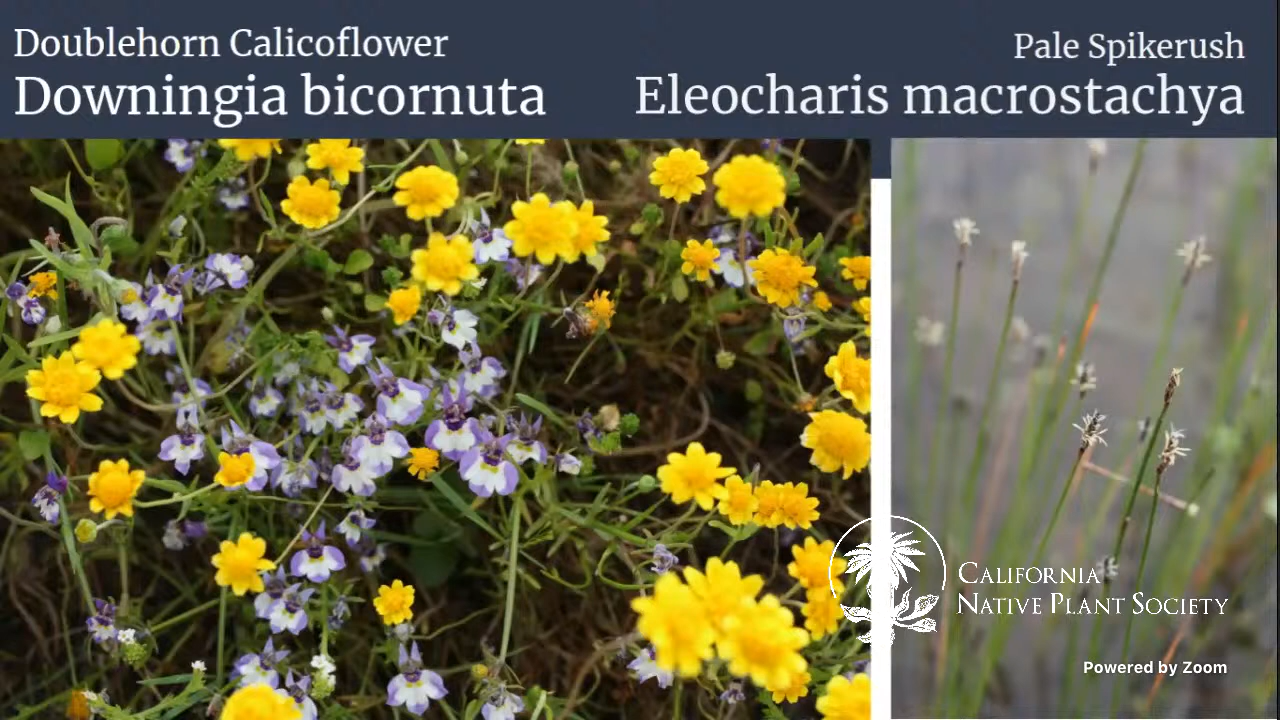 Doublehorn Calicoflower
Downingia bicornuta
Pale Spikerush
Eleocharis macrostachya
CALIFORNIA
NATIVE PLANT SOCIETY
Powered by Zoom